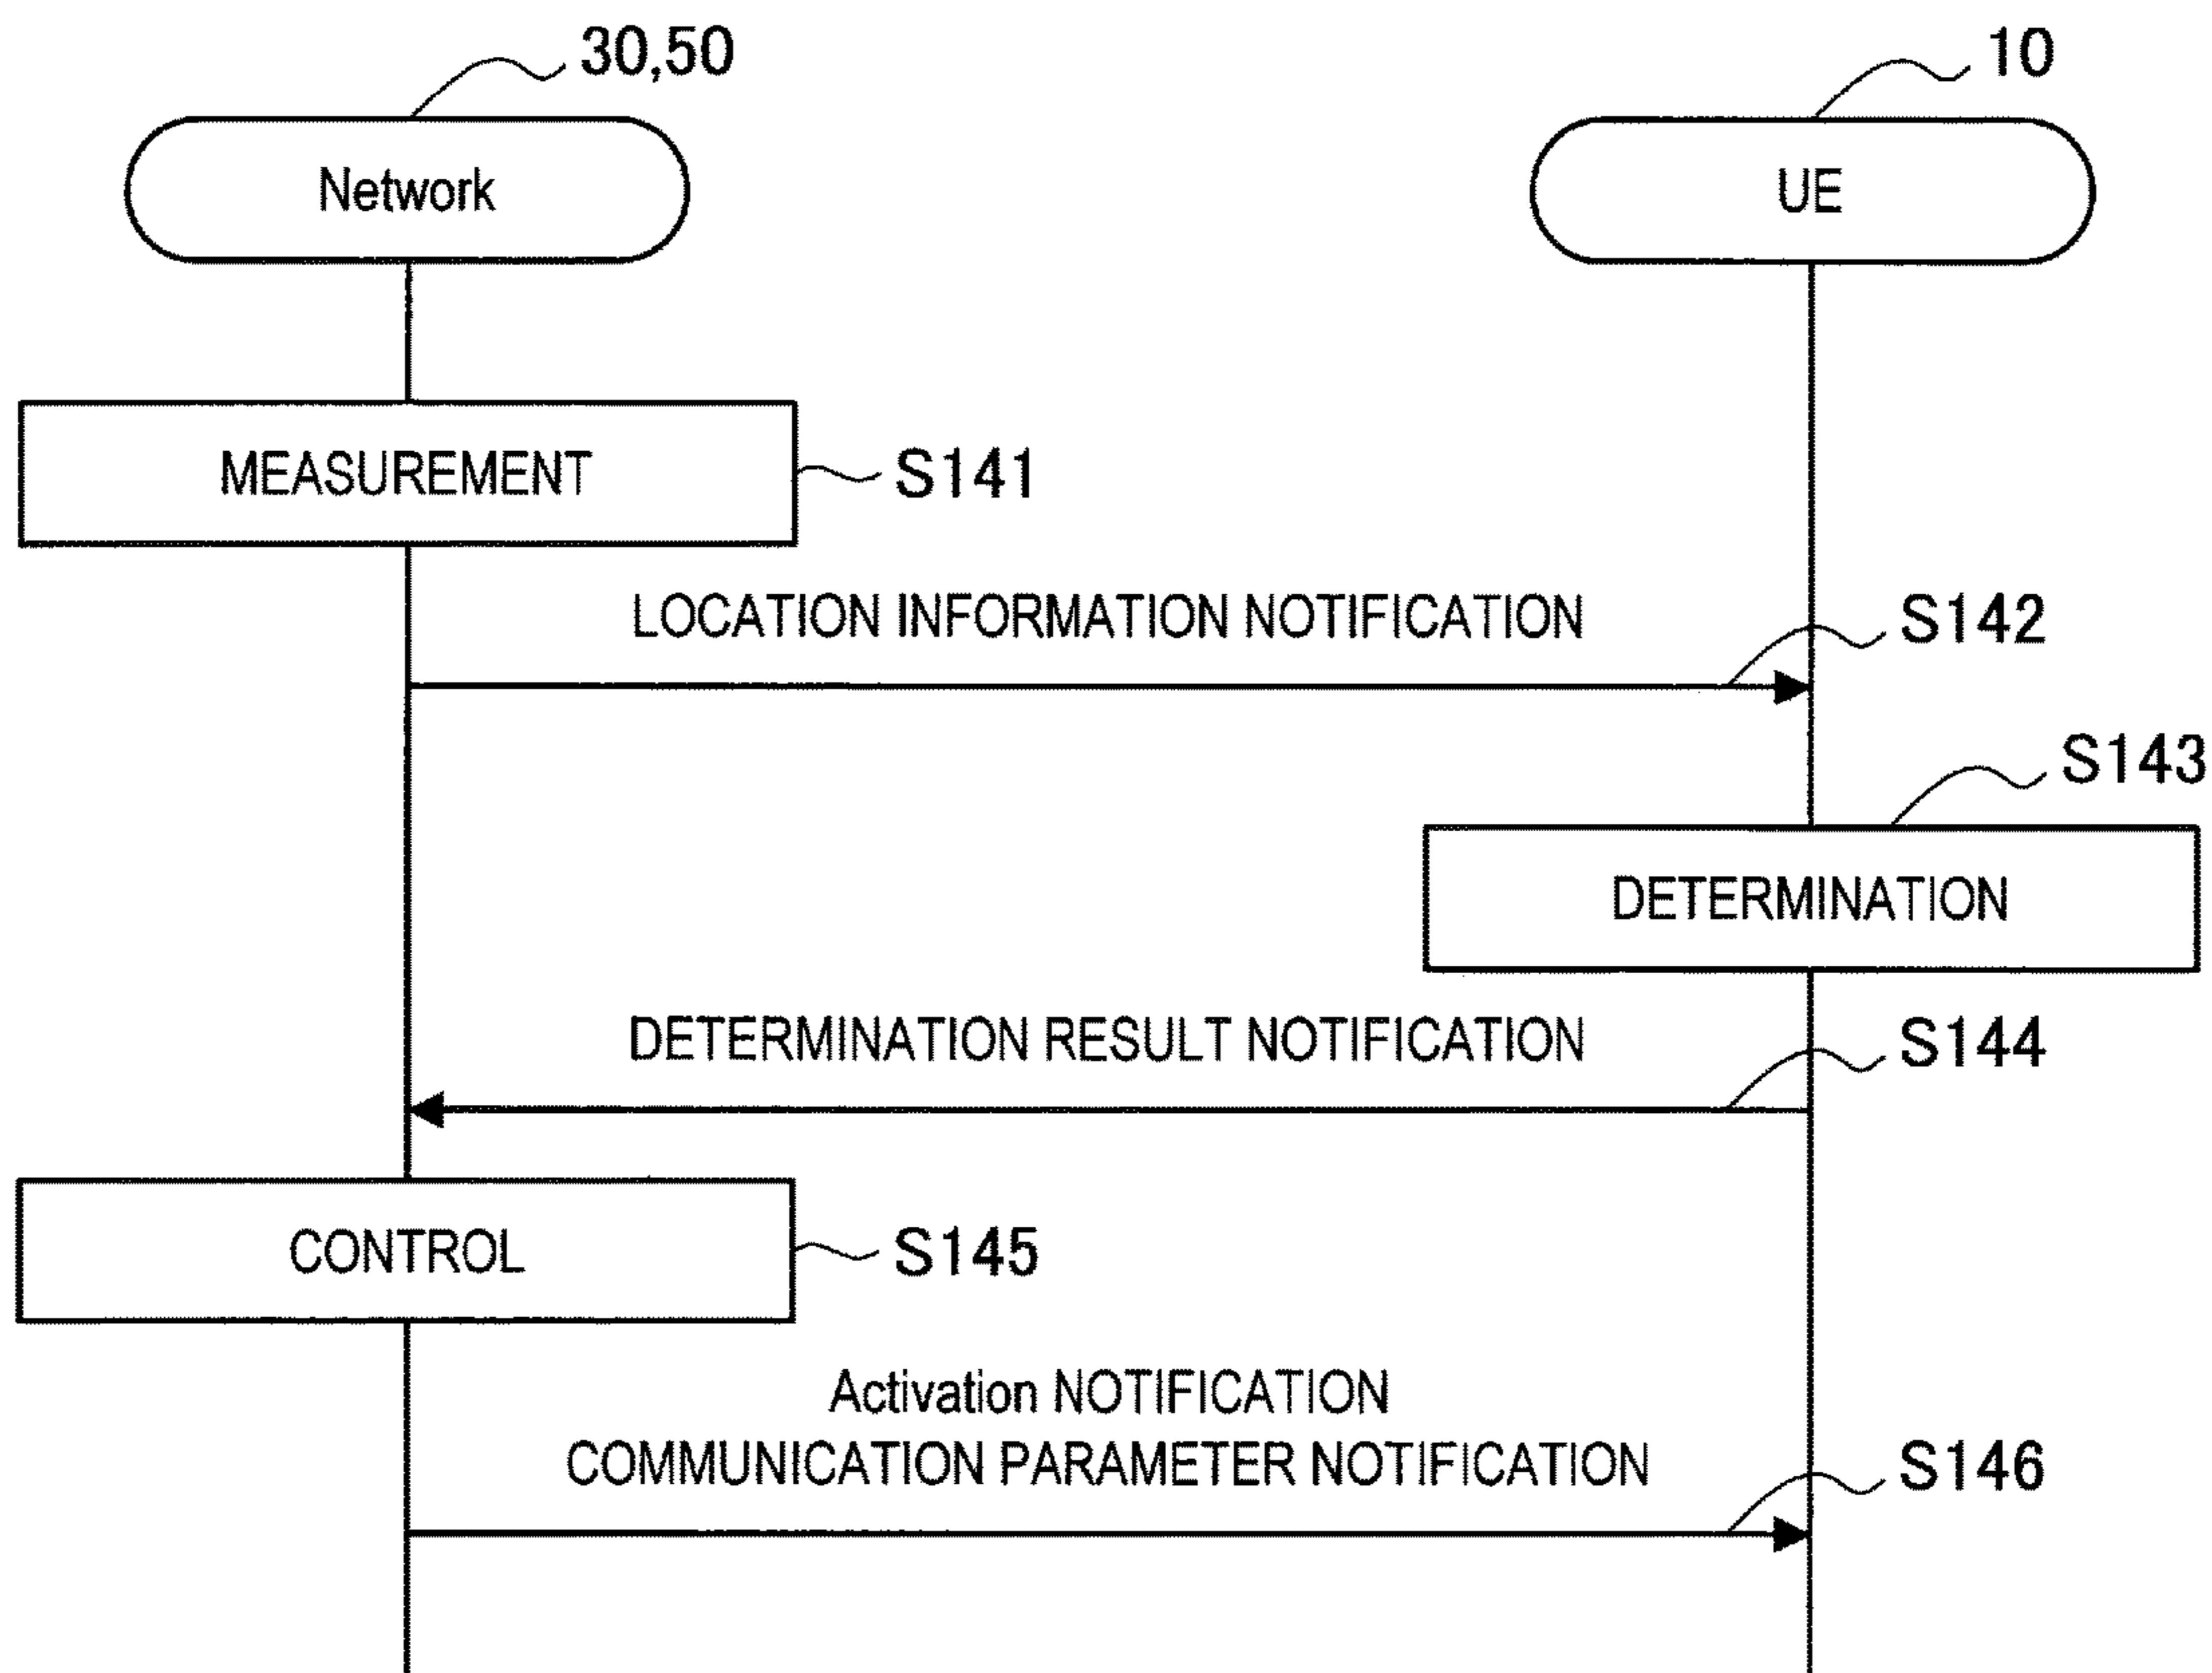 30,50
10
Network
UE
MEASUREMENT
S141
LOCATION INFORMATION NOTIFICATION
S142
S143
DETERMINATION
DETERMINATION RESULT NOTIFICATION
S144
CONTROL
S145
Activation NOTIFICATION
COMMUNICATION PARAMETER NOTIFICATION
S146